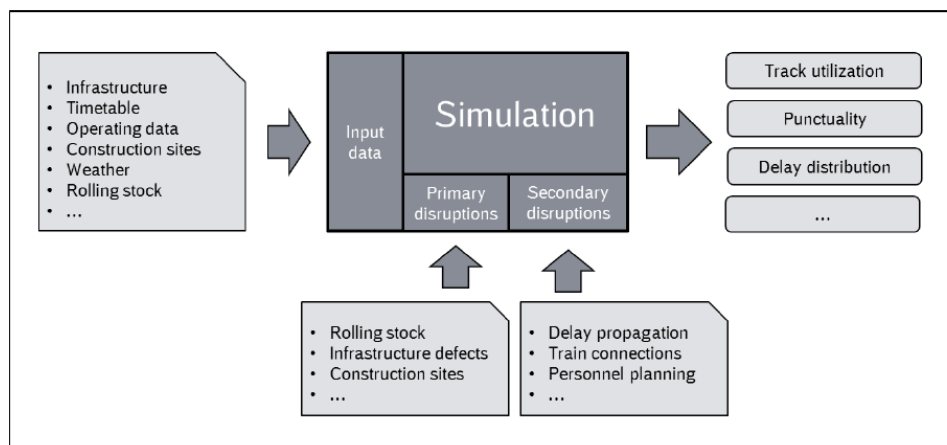 • Infrastructure
• Timetable
• Operating data
• Construction sites
• Weather
• Rolling stock
• ...
Input
data
Simulation
Primary
disruptions
Secondary
disruptions
Track utilization
Punctuality
Delay distribution
...
• Rolling stock
• Infrastructure defects
• Construction sites
• ...
• Delay propagation
• Train connections
• Personnel planning
• ...